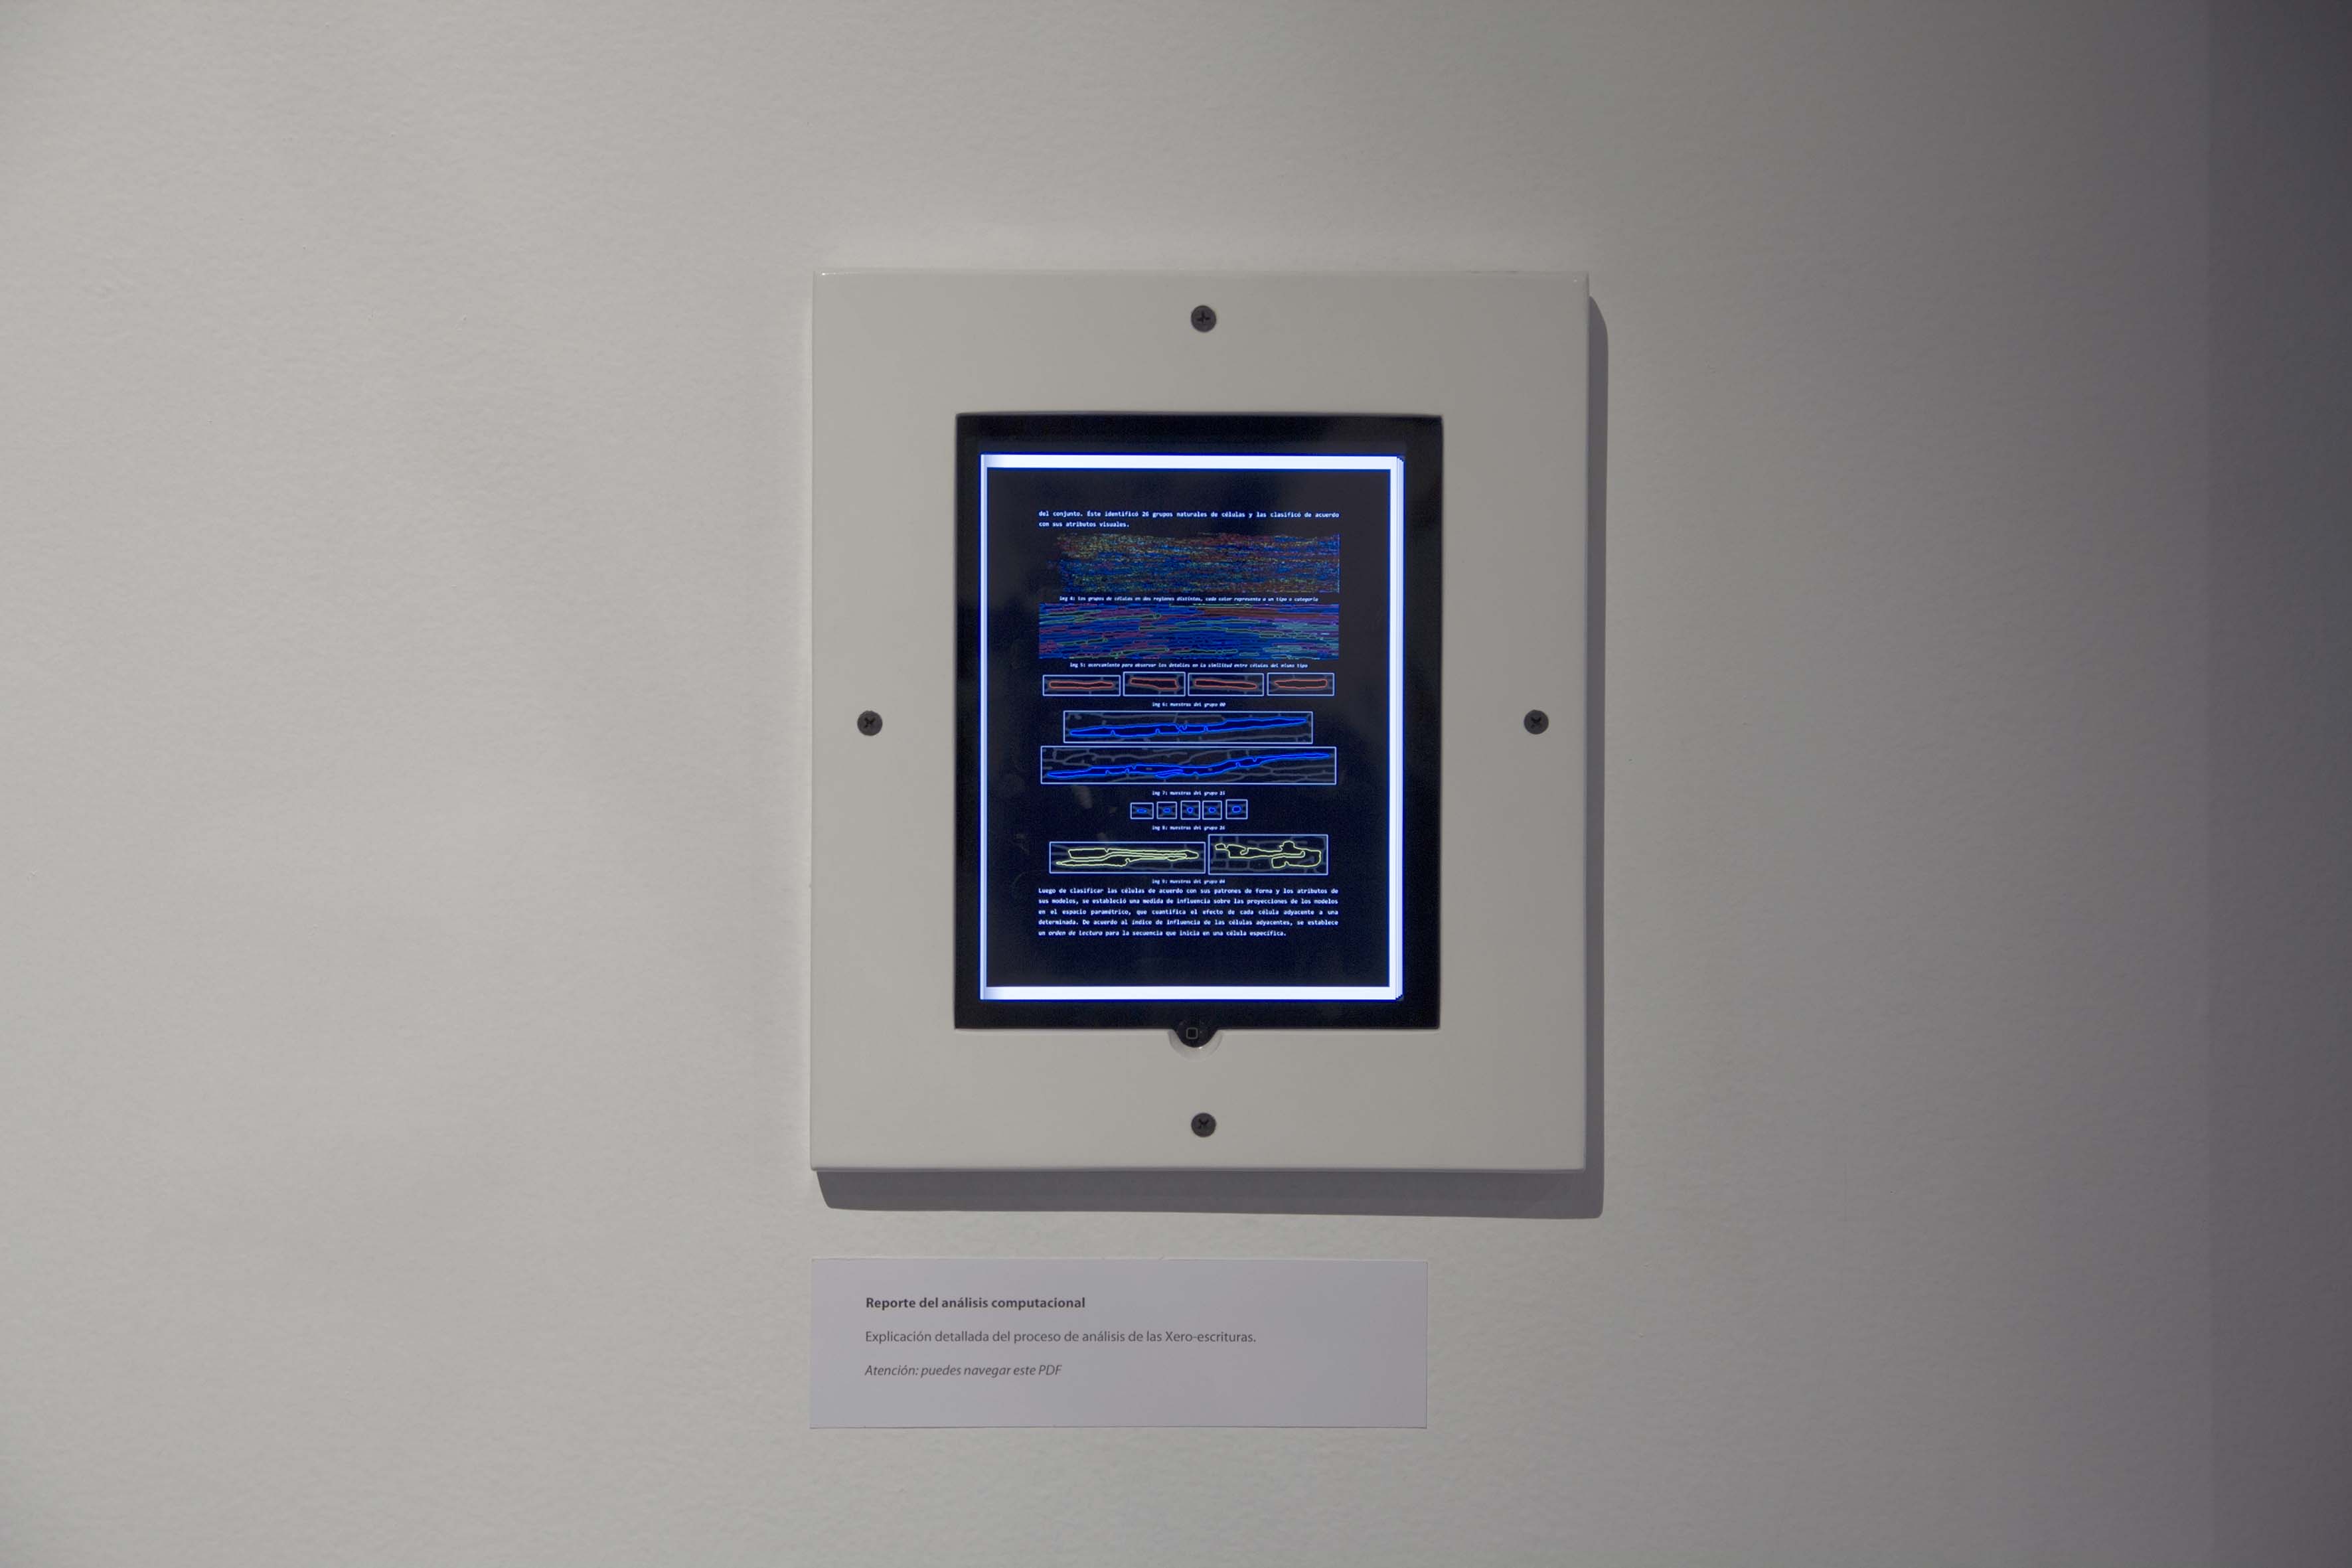 del conjunto. Este identificó 26 grupos naturales de células y las clasificó de acuerdo
con sus atributos visuales.
img 4: los grupos de células en dos regiones distintas, cada color representa a un tipo o categoría
img 5: acercamiento para observar los detalles en la similitud entre células del mismo tipo
img 6: muestras del grupo
img 7: muestras del grupo
img 8: muestras del grupo
img 9: muestras del grupo
Luego de clasificar las células de acuerdo con sus patrones de forma y los atributos de
sus modelos, se estableció una medida de influencia sobre las proyecciones de los modelos
en el espacio paramétrico, que cuantifica el efecto de cada célula adyacente a una
determinada. De acuerdo al índice de influencia de las células adyacentes, se establece
un orden de lectura para la secuencia que inicia en una célula específica.
Reporte del análisis computacional
Explicación detallada del proceso de análisis de las Xero-escrituras.
Atención: puedes navegar este PDF